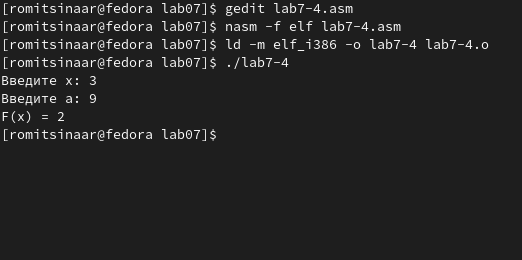 [romitsinaar@fedora lab07]$ gedit lab7-4.asm
[romitsinaar@fedora lab07]$ nasm -f elf lab7-4.asm
[romitsinaar@fedora lab07]$ ld -m elf_i386 -o lab7-4 lab7-4.o
[romitsinaar@fedora lab07]$ ./lab7-4
Введите x: 3
Введите a: 9
F(x) = 2
[romitsinaar@fedora lab07]$